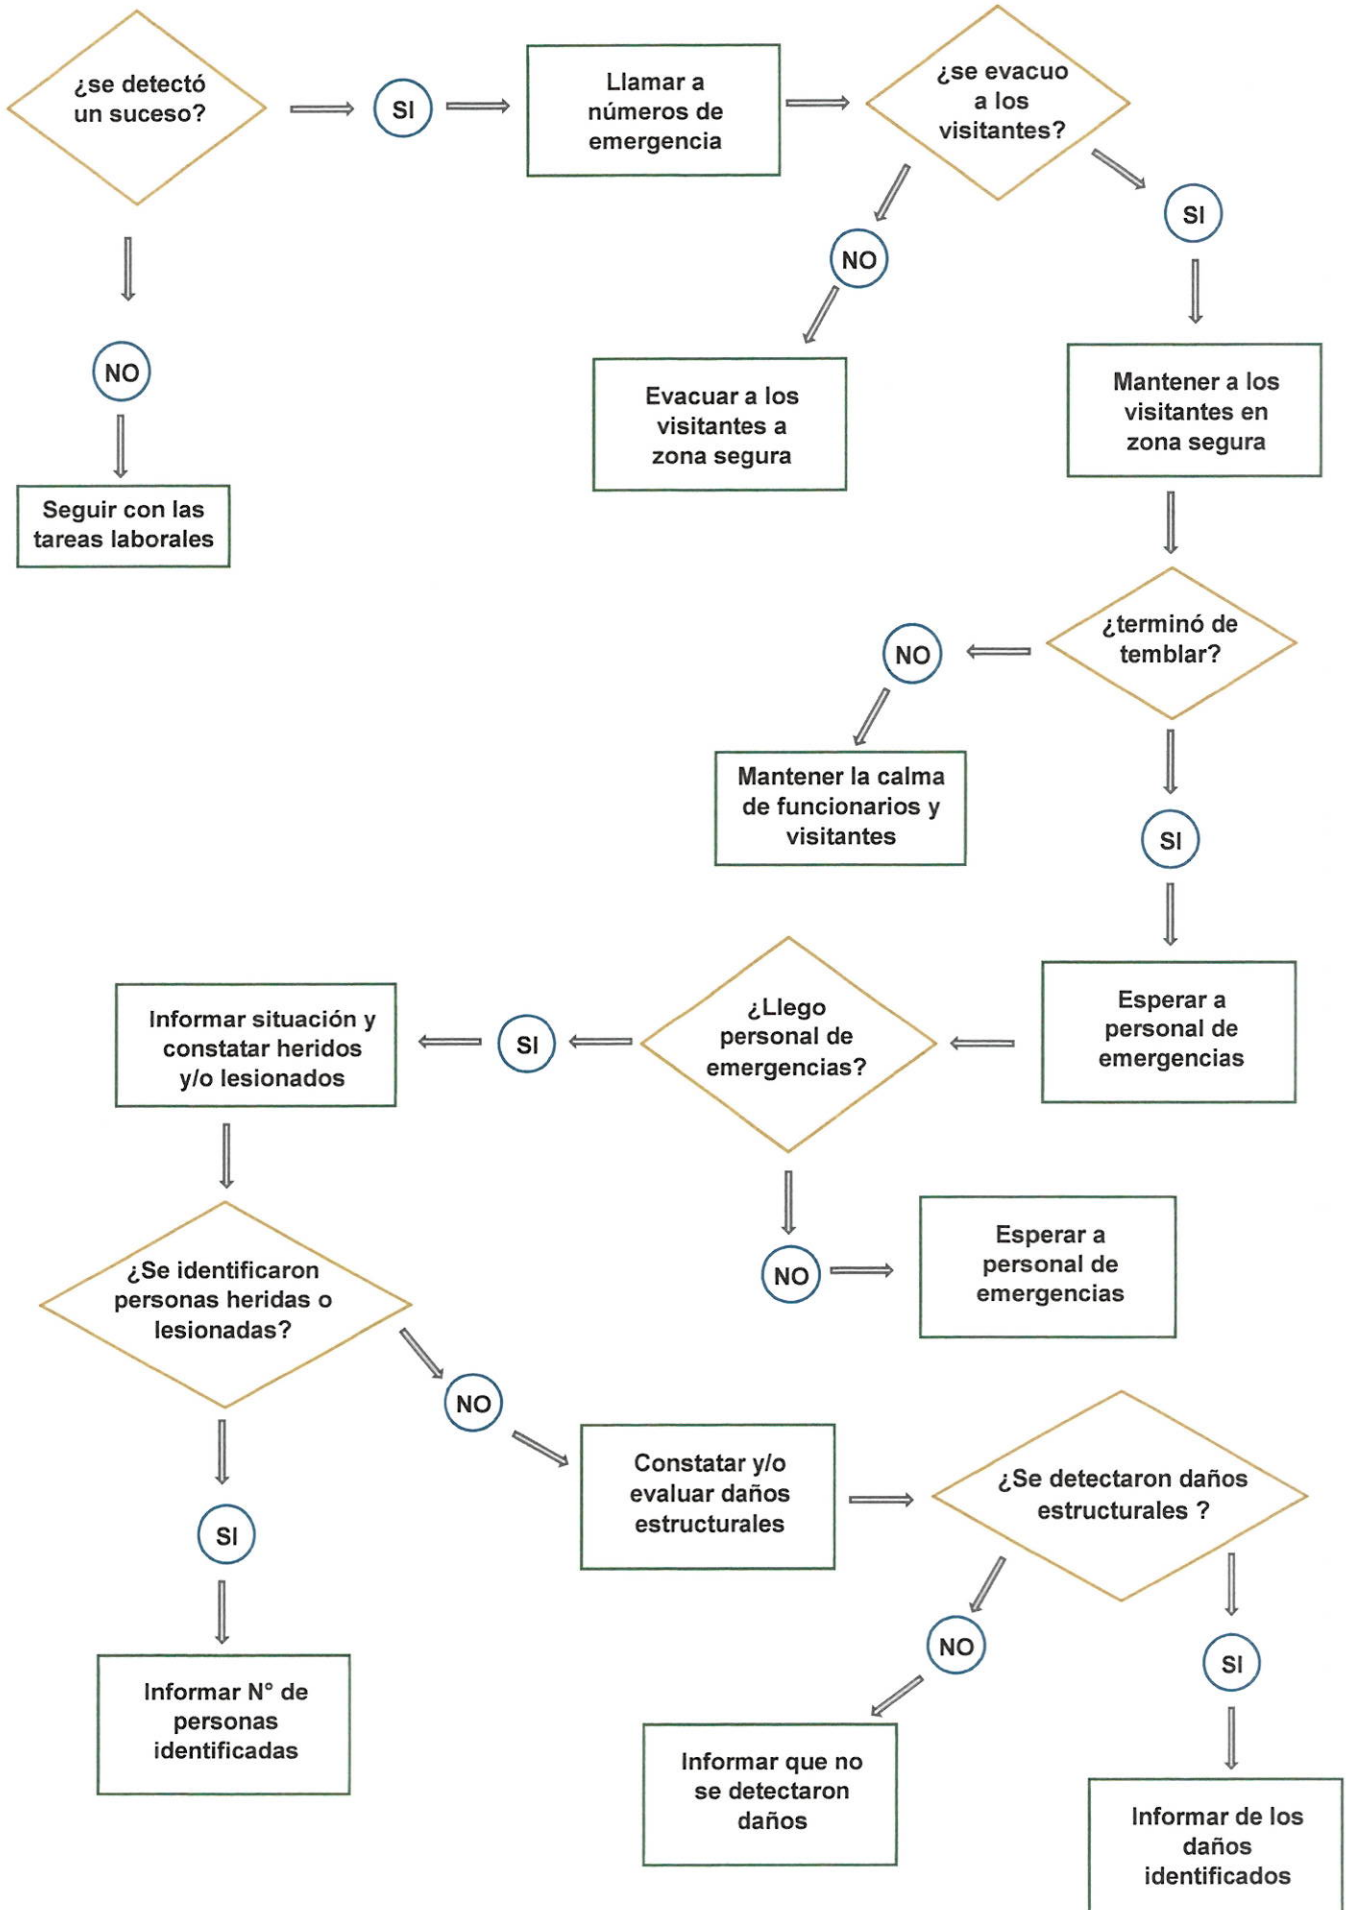 ¿se detectó
un suceso?
SI
Llamar a
números de
emergencia
¿se evacuo
a los
visitantes?
SI
NO
NO
Evacuar a los
visitantes a
zona segura
Mantener a los
visitantes en
zona segura
Seguir con las
tareas laborales
¿terminó de
temblar?
NO
Mantener la calma
de funcionarios y
visitantes
SI
Esperar a
personal de
emergencias
¿Llego
personal de
emergencias?
SI
Informar situación y
constatar heridos
y/o lesionados
NO
Esperar a
personal de
emergencias
¿Se identificaron
personas heridas o
lesionadas?
NO
Constatar y/o
evaluar daños
estructurales
¿Se detectaron daños
estructurales ?
SI
Informar N° de
personas
identificadas
NO
Informar que no
se detectaron
daños
SI
Informar de los
daños
identificados